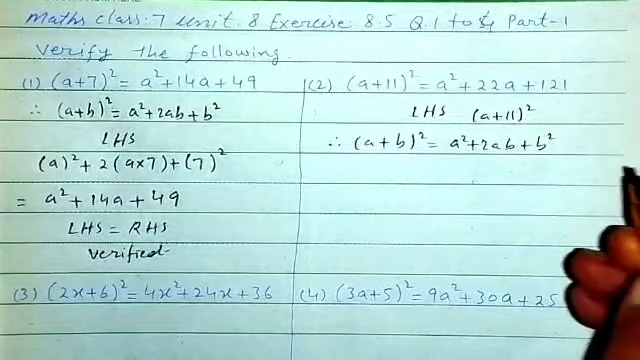 Maths class: 7 unit 8 Exercise 8.5 Q.1 to 4 Part-1
Verify the following.
(1) (a+7)² = a²+14a+49
∴ (a+b)² = a²+2ab+b²
LHS
(a)²+2(a×7)+(7)²
= a²+14a+49
LHS = RHS
verified
(2) (a+11)² = a²+22a+121
LHS (a+11)²
∴ (a+b)² = a²+2ab+b²
(3) (2x+6)² = 4x²+24x+36
(4) (3a+5)² = 9a²+30a+25